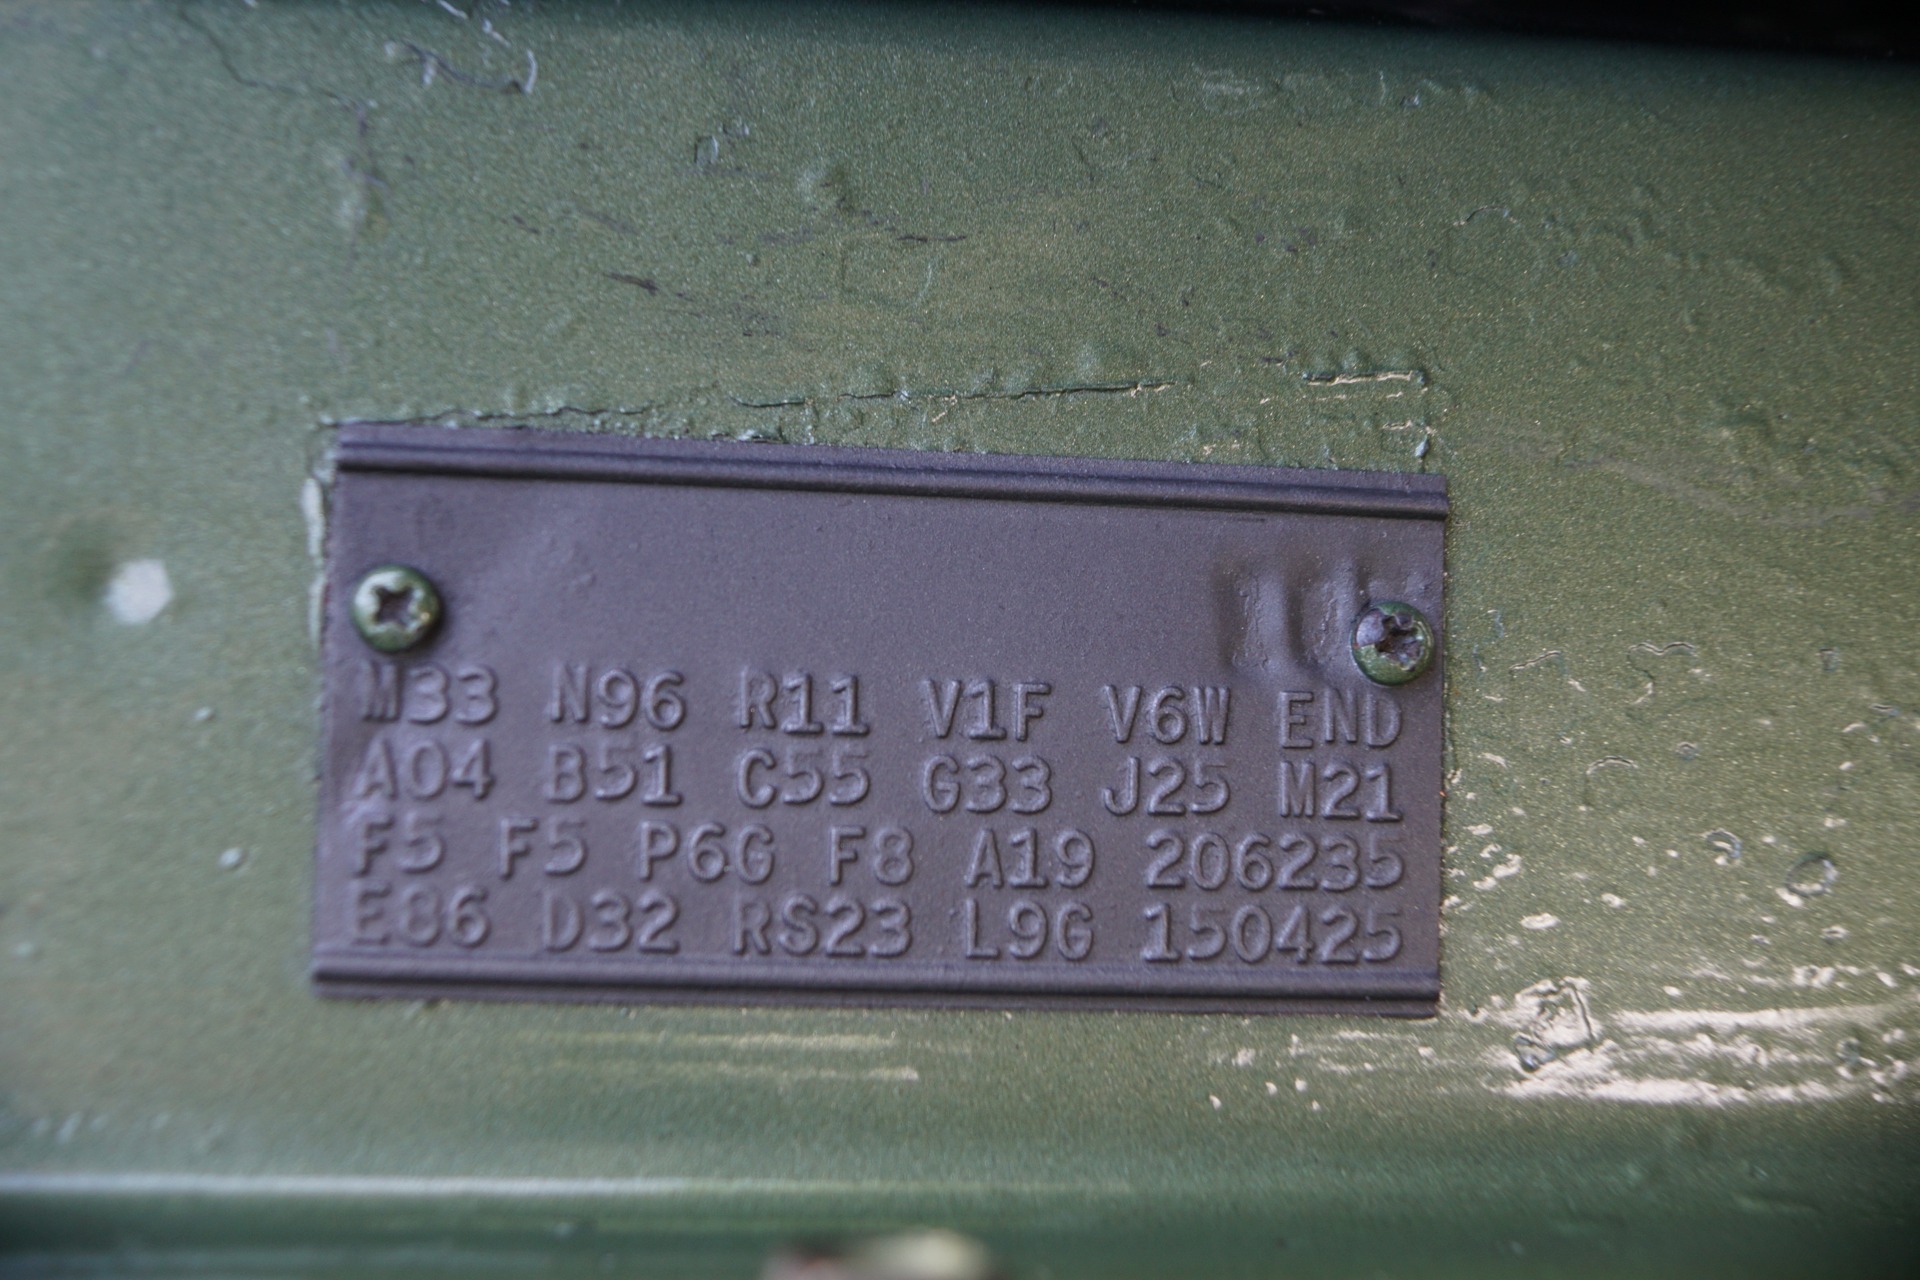 M33 N96 R11 V1F V6W END
A04 B51 C55 G33 J25 M21
F5 F5 P6G F8 A19 206235
E86 D32 RS23 L9G 150425